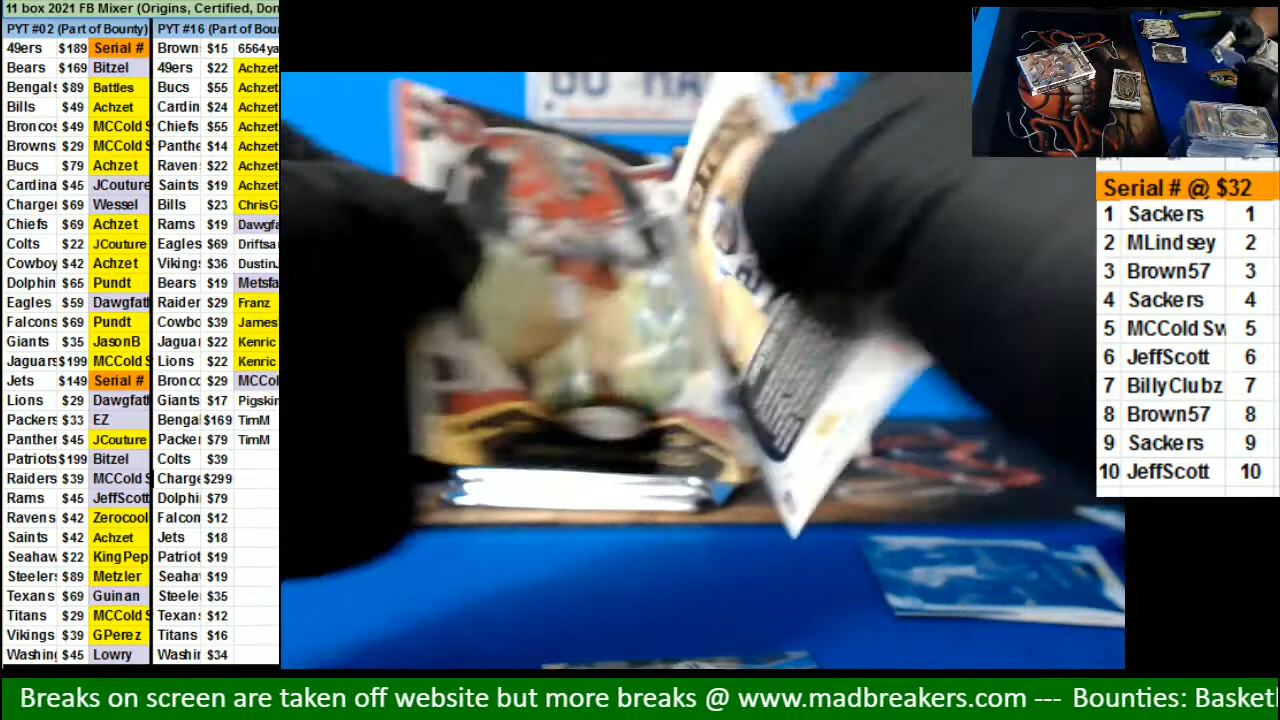 11 box 2021 FB Mixer (Origins, Certified, Don
PYT #02 (Part of Bounty) PYT #16 (Part of Bou
49ers $189 Serial # Brown $15 6564ya
Bears $169 Bitzel 49ers $22 Achzet
Bengals $89 Battles Bucs $55 Achzet
Bills $49 Achzet Cardin $24 Achzet
Broncos $49 MCCold S Chiefs $55 Achzet
Browns $29 MCCold S Panthe $14 Achzet
Bucs $79 Achzet Raven $22 Achzet
Cardina $45 JCouture Saints $19 Achzet
Charger $69 Wessel Bills $23 ChrisG
Chiefs $69 Achzet Rams $19 Dawgfa
Colts $22 JCouture Eagles $69 Driftsa
Cowboy $42 Achzet Viking $36 DustinJ
Dolphin $65 Pundt Bears $19 Metsfa
Eagles $59 Dawgfath Raider $29 Franz
Falcons $69 Pundt Cowbo $39 James
Giants $35 JasonB Jagua $22 Kenric
Jaguars $199 MCCold S Lions $22 Kenric
Jets $149 Serial # Bronc $29 MCCol
Lions $29 Dawgfath Giants $17 Pigskin
Packers $33 EZ Bengal $169 TimM
Panther $45 JCouture Packe $79 TimM
Patriots $199 Bitzel Colts $39
Raiders $39 MCCold S Charge $299
Rams $45 JeffScott Dolphi $79
Ravens $42 Zerocool Falcon $12
Saints $42 Achzet Jets $18
Seahaw $22 KingPep Patriot $19
Steelers $89 Metzler Seaha $19
Texans $69 Guinan Steele $35
Titans $29 MCCold S Texans $12
Vikings $39 GPerez Titans $16
Washing $45 Lowry Washi $34
Serial # @ $32
1 Sackers 1
2 MLindsey 2
3 Brown57 3
4 Sackers 4
5 MCCold Sw 5
6 JeffScott 6
7 BillyClubz 7
8 Brown57 8
9 Sackers 9
10 JeffScott 10
Breaks on screen are taken off website but more breaks @ www.madbreakers.com --- Bounties: Basketb